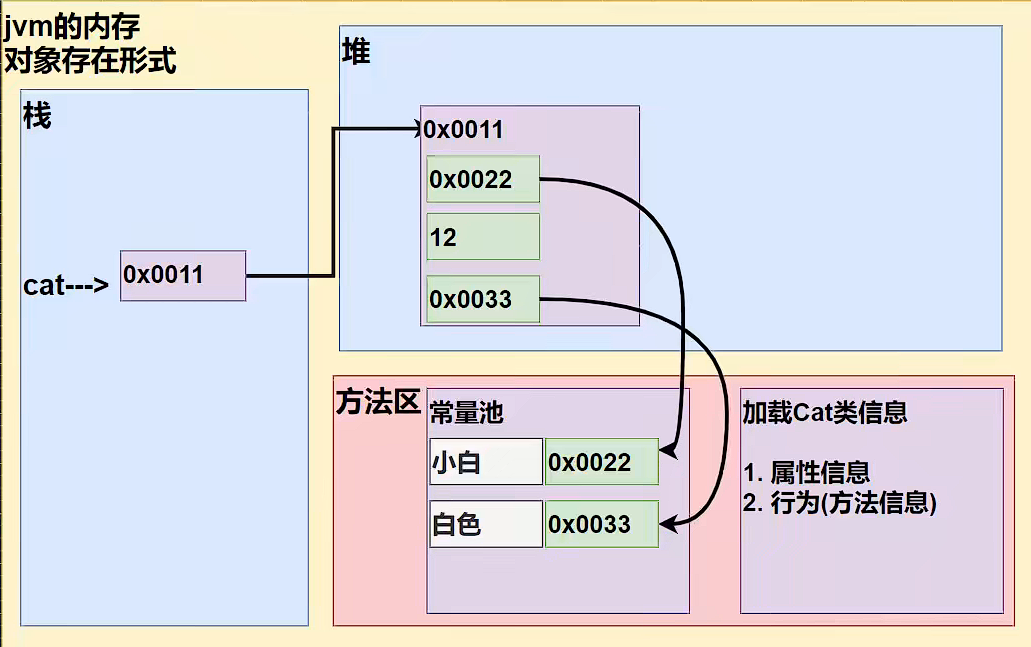 jvm的内存
对象存在形式
栈
cat--->
0x0011
堆
0x0011
0x0022
12
0x0033
方法区
常量池
小白
0x0022
白色
0x0033
加载Cat类信息
1. 属性信息
2. 行为(方法信息)